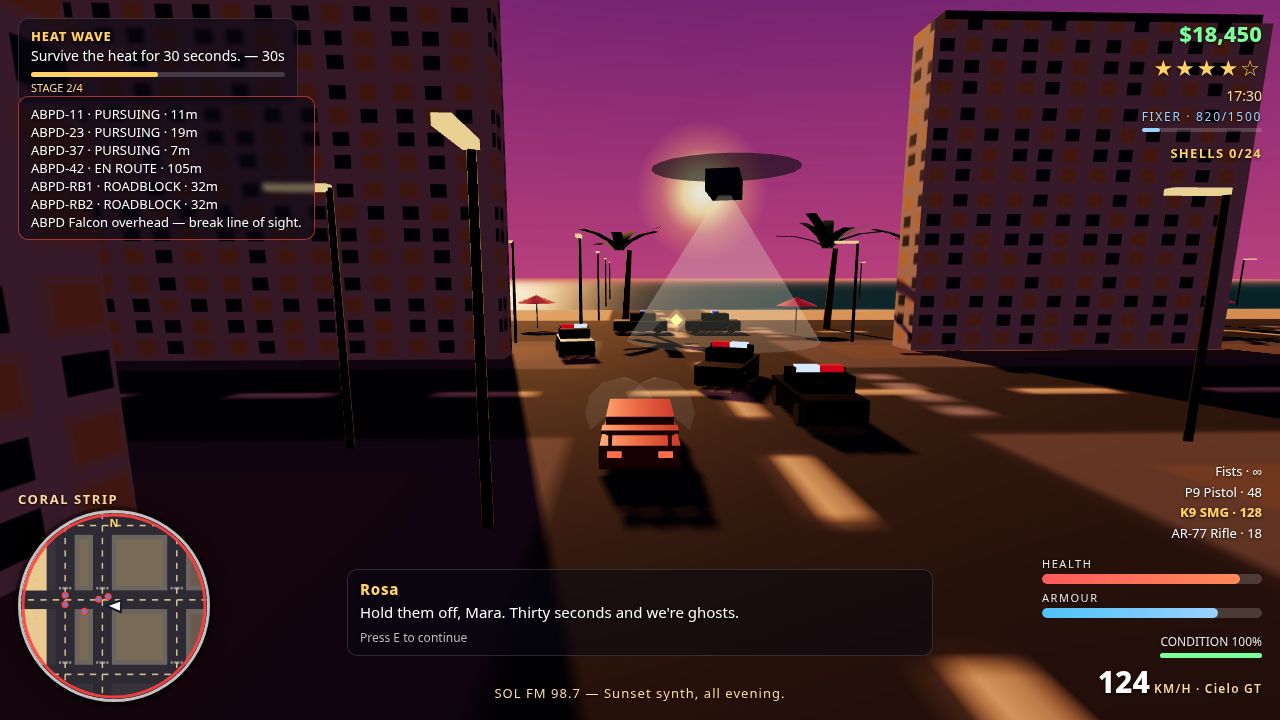 HEAT WAVE
Survive the heat for 30 seconds. — 30s
STAGE 2/4
ABPD-11 · PURSUING · 11m
ABPD-23 · PURSUING · 19m
ABPD-37 · PURSUING · 7m
ABPD-42 · EN ROUTE · 105m
ABPD-RB1 · ROADBLOCK · 32m
ABPD-RB2 · ROADBLOCK · 32m
ABPD Falcon overhead — break line of sight.
$18,450
★★★★☆
17:30
FIXER · 820/1500
SHELLS 0/24
CORAL STRIP
N
Rosa
Hold them off, Mara. Thirty seconds and we're ghosts.
Press E to continue
SOL FM 98.7 — Sunset synth, all evening.
Fists · ∞
P9 Pistol · 48
K9 SMG · 128
AR-77 Rifle · 18
HEALTH
ARMOUR
CONDITION 100%
124 KM/H · Cielo GT